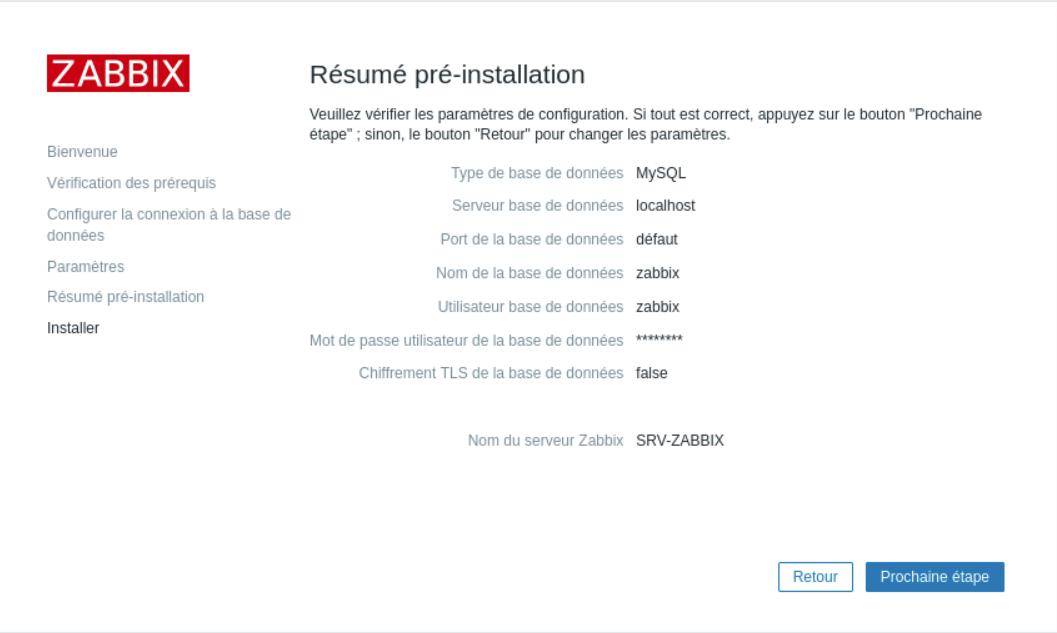 ZABBIX
Bienvenue
Vérification des prérequis
Configurer la connexion à la base de
données
Paramètres
Résumé pré-installation
Installer
Résumé pré-installation
Veuillez vérifier les paramètres de configuration. Si tout est correct, appuyez sur le bouton "Prochaine
étape" ; sinon, le bouton "Retour" pour changer les paramètres.
Type de base de données MySQL
Serveur base de données localhost
Port de la base de données défaut
Nom de la base de données zabbix
Utilisateur base de données zabbix
Mot de passe utilisateur de la base de données ********
Chiffrement TLS de la base de données false
Nom du serveur Zabbix SRV-ZABBIX
Retour Prochaine étape